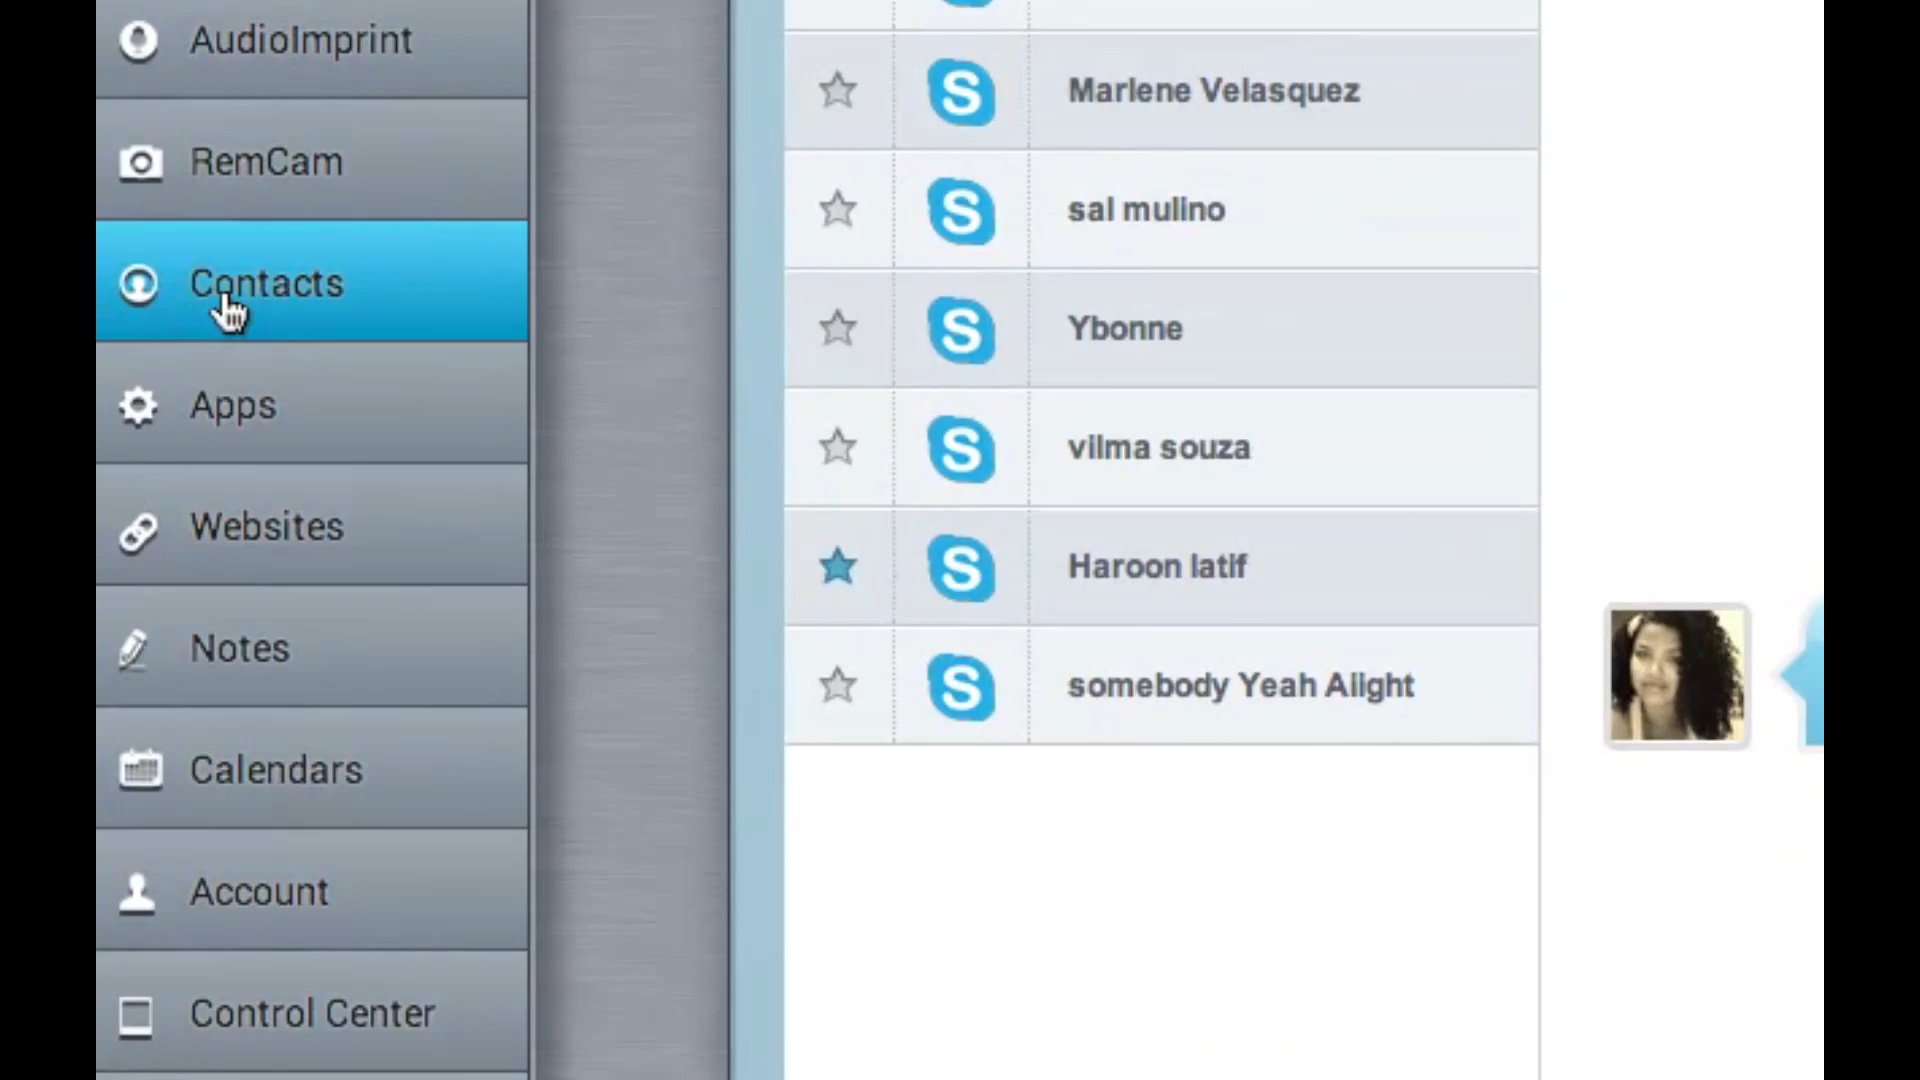 AudioImprint
RemCam
Contacts
Apps
Websites
Notes
Calendars
Account
Control Center
S
Marlene Velasquez
S
sal mulino
S
Ybonne
S
vilma souza
S
Haroon latif
S
somebody Yeah Alight